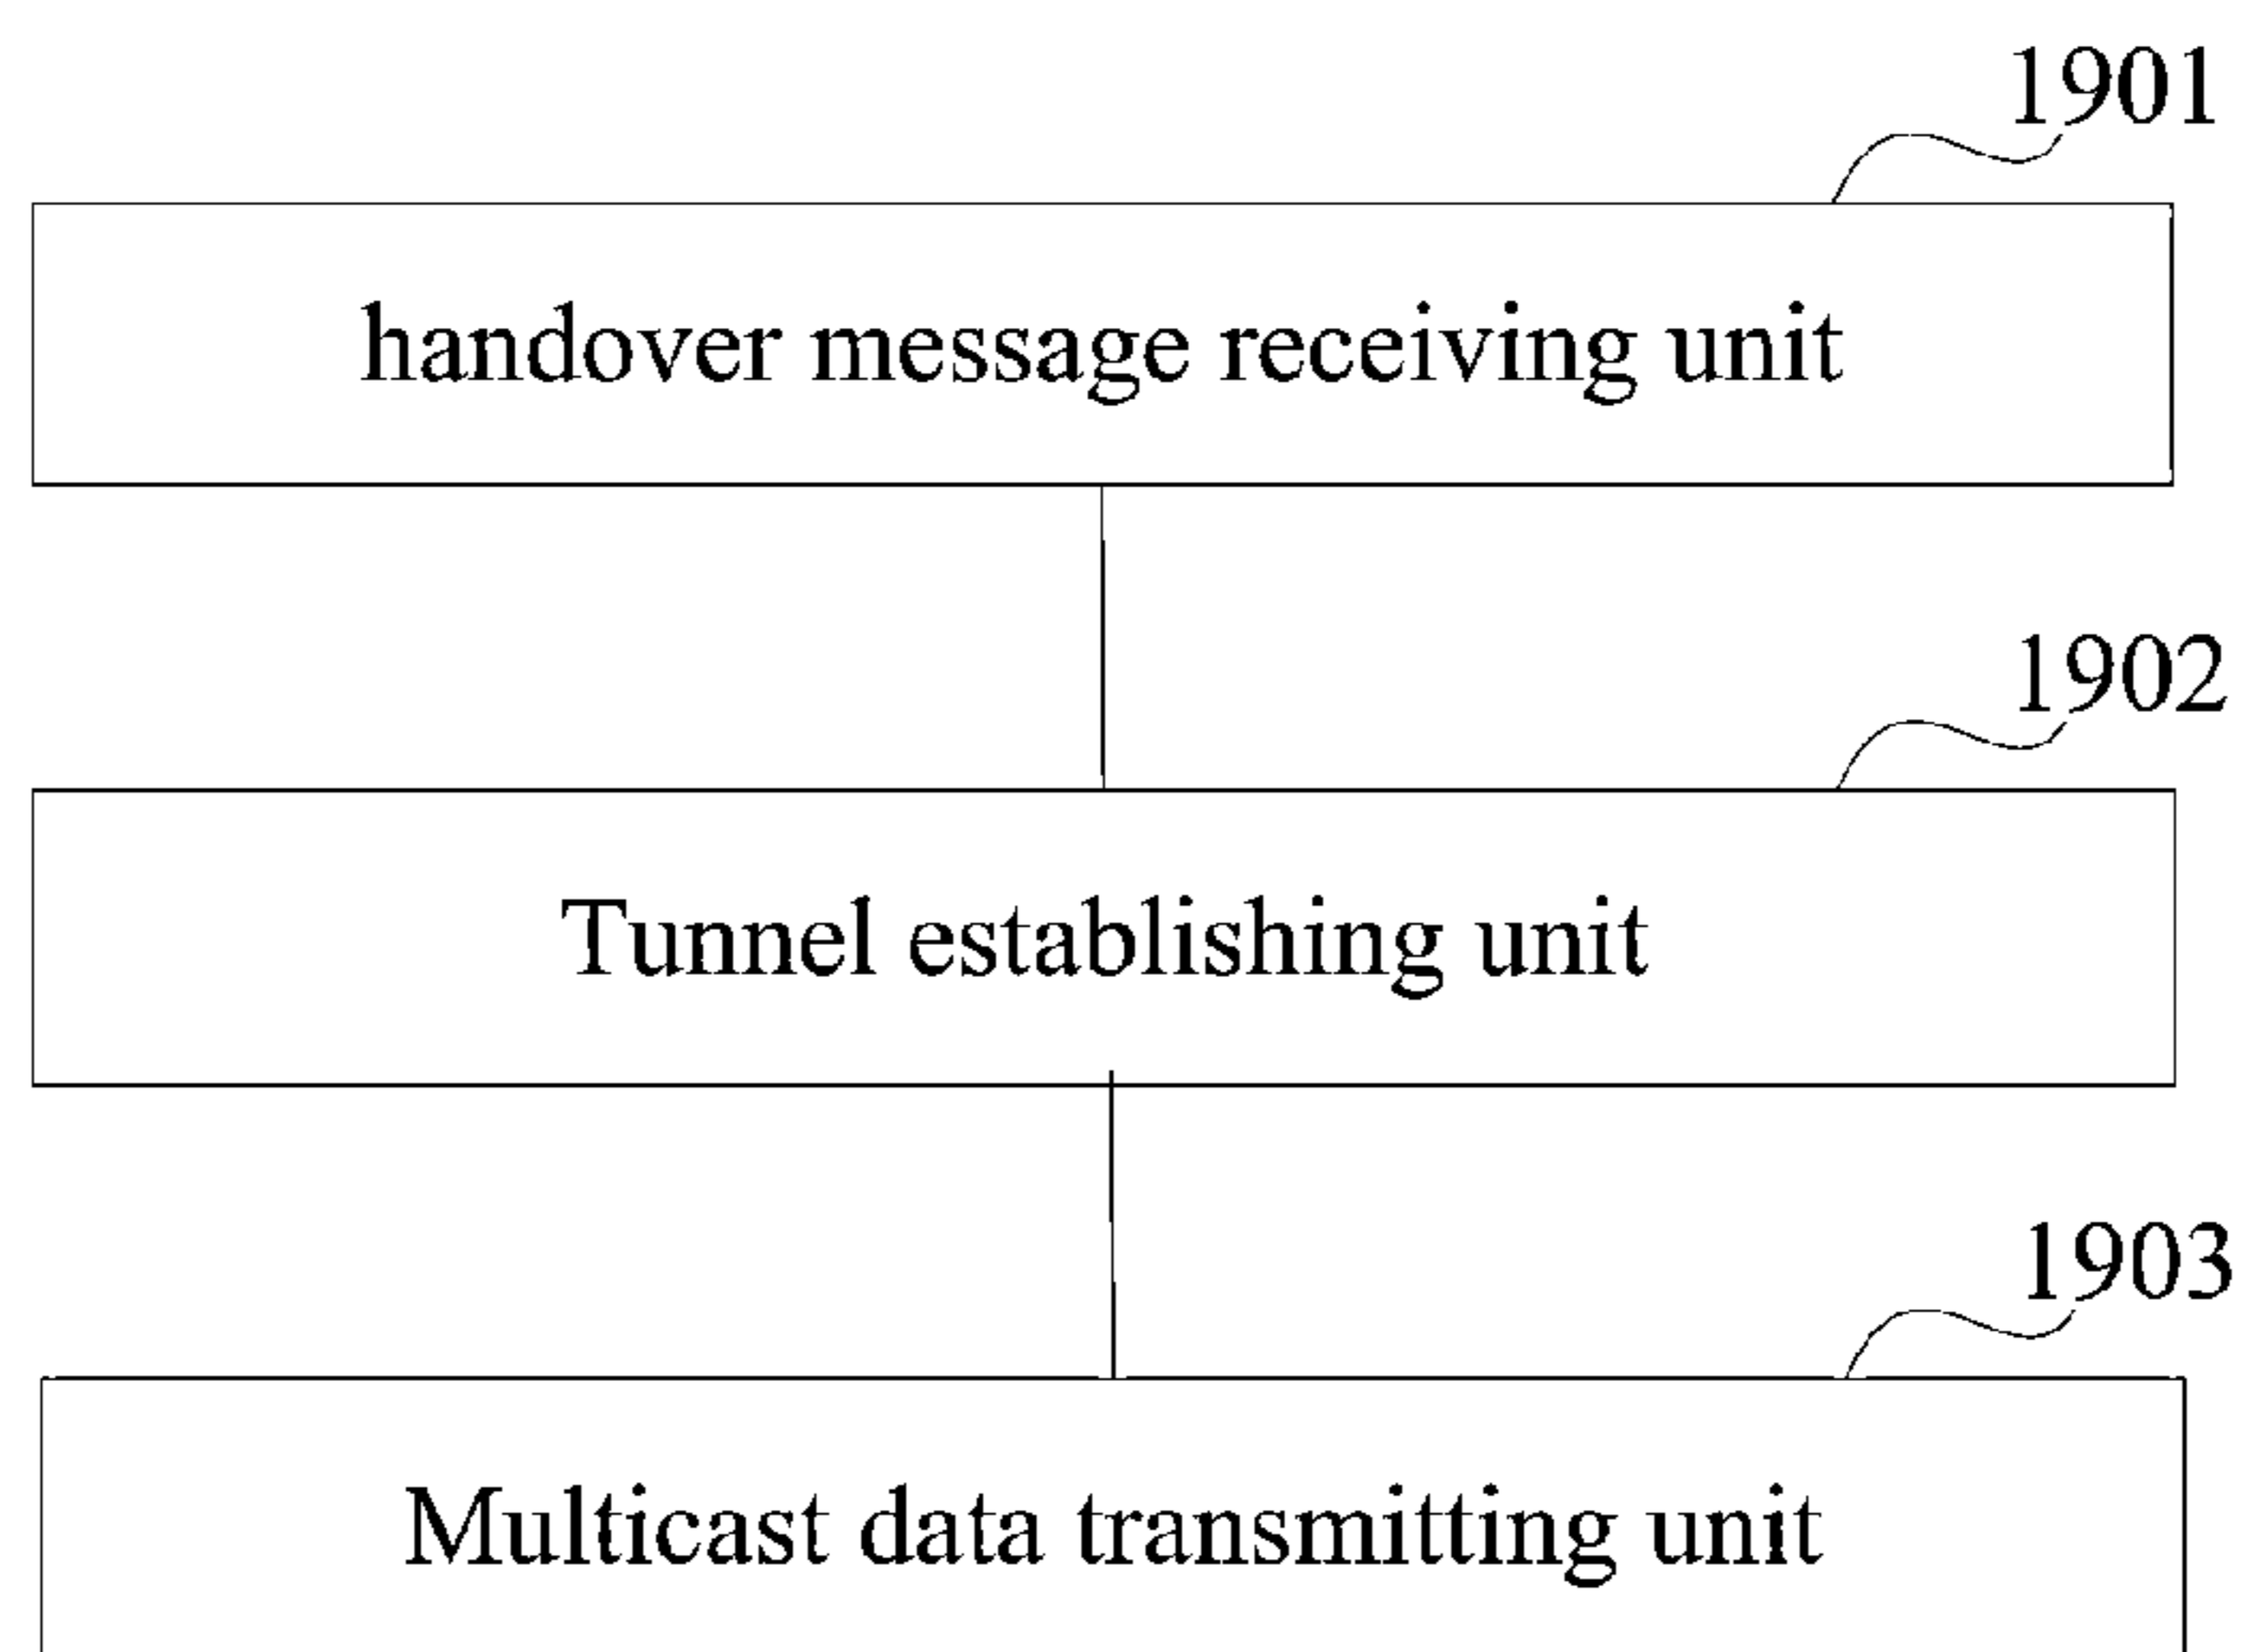 1901
handover message receiving unit
1902
Tunnel establishing unit
1903
Multicast data transmitting unit